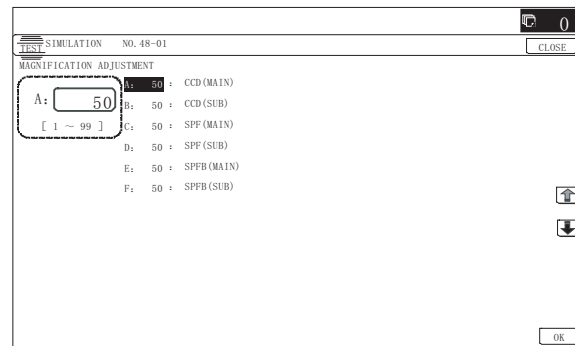 0
TEST SIMULATION NO.48-01 CLOSE
MAGNIFICATION ADJUSTMENT
A: 50 [ 1 ~ 99 ]
A: 50 : CCD(MAIN)
B: 50 : CCD(SUB)
C: 50 : SPF(MAIN)
D: 50 : SPF(SUB)
E: 50 : SPFB(MAIN)
F: 50 : SPFB(SUB)
OK